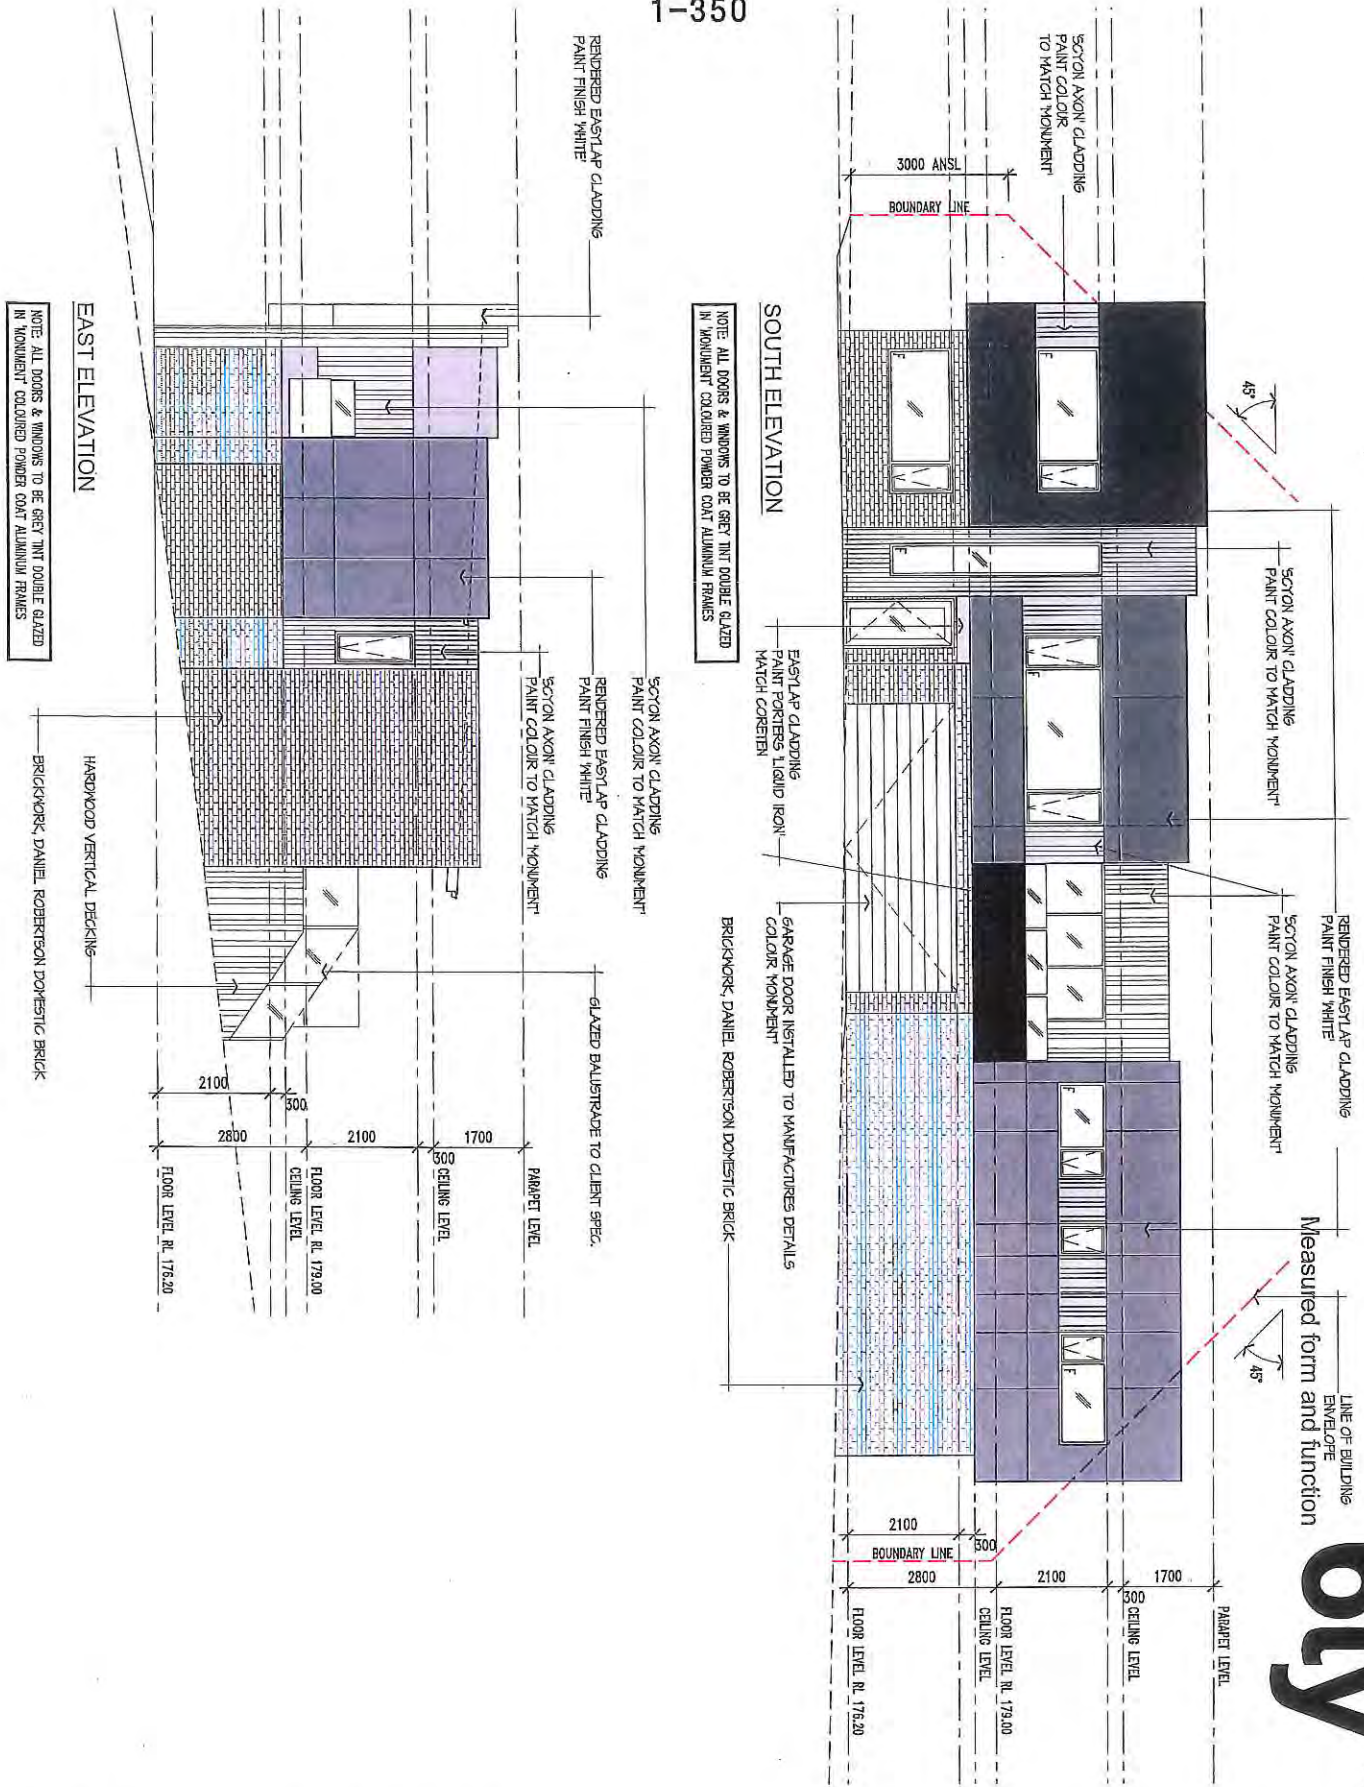 1-350
'SCYON AXON' CLADDING
PAINT COLOUR
TO MATCH 'MONUMENT'
3000 ANSL
BOUNDARY LINE
45°
'SCYON AXON' CLADDING
PAINT COLOUR TO MATCH 'MONUMENT'
RENDERED EASYLAP CLADDING
PAINT FINISH 'WHITE'
'SCYON AXON' CLADDING
PAINT COLOUR TO MATCH 'MONUMENT'
LINE OF BUILDING
ENVELOPE
45°
Measured form and function
oly
F
F
F
F
F
F
SOUTH ELEVATION
NOTE: ALL DOORS & WINDOWS TO BE GREY TINT DOUBLE GLAZED
IN 'MONUMENT COLOURED POWDER COAT ALUMINUM FRAMES
EASYLAP CLADDING
PAINT PORTERS 'LIQUID IRON'
MATCH CORETEN
GARAGE DOOR INSTALLED TO MANUFACTURES DETAILS
COLOUR 'MONUMENT'
BRICKWORK, DANIEL ROBERTSON DOMESTIC BRICK
2100
300
BOUNDARY LINE
2800
2100
300
1700
PARAPET LEVEL
CEILING LEVEL
FLOOR LEVEL RL 179.00
CEILING LEVEL
FLOOR LEVEL RL 176.20
RENDERED EASYLAP CLADDING
PAINT FINISH 'WHITE'
'SCYON AXON' CLADDING
PAINT COLOUR TO MATCH 'MONUMENT'
RENDERED EASYLAP CLADDING
PAINT FINISH 'WHITE'
'SCYON AXON' CLADDING
PAINT COLOUR TO MATCH 'MONUMENT'
GLAZED BALUSTRADE TO CLIENT SPEC.
EAST ELEVATION
NOTE: ALL DOORS & WINDOWS TO BE GREY TINT DOUBLE GLAZED
IN 'MONUMENT COLOURED POWDER COAT ALUMINUM FRAMES
HARDWOOD VERTICAL DECKING
BRICKWORK, DANIEL ROBERTSON DOMESTIC BRICK
2100
300
2800
2100
300
1700
PARAPET LEVEL
CEILING LEVEL
FLOOR LEVEL RL 179.00
CEILING LEVEL
FLOOR LEVEL RL 176.20